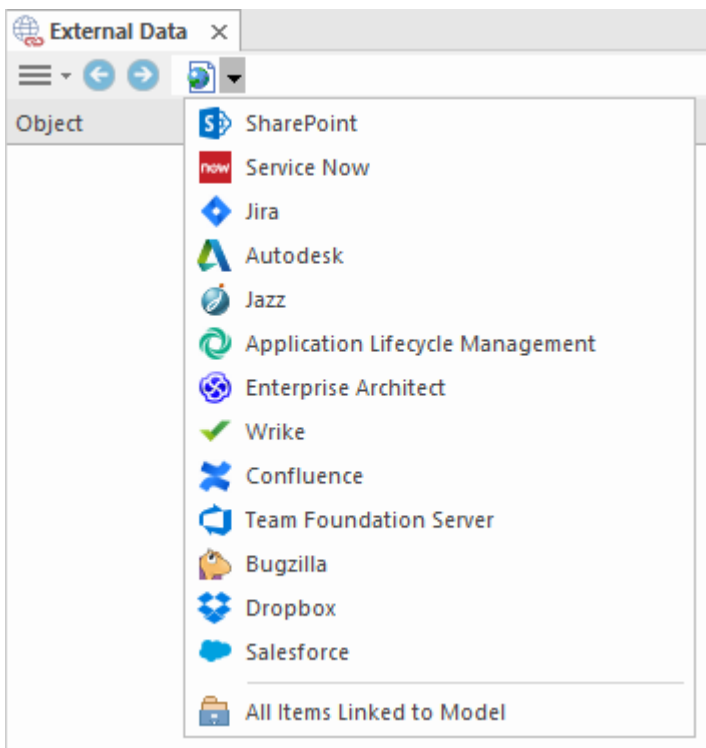 External Data
Object
SharePoint
now Service Now
Jira
Autodesk
Jazz
Application Lifecycle Management
Enterprise Architect
Wrike
Confluence
Team Foundation Server
Bugzilla
Dropbox
Salesforce
All Items Linked to Model